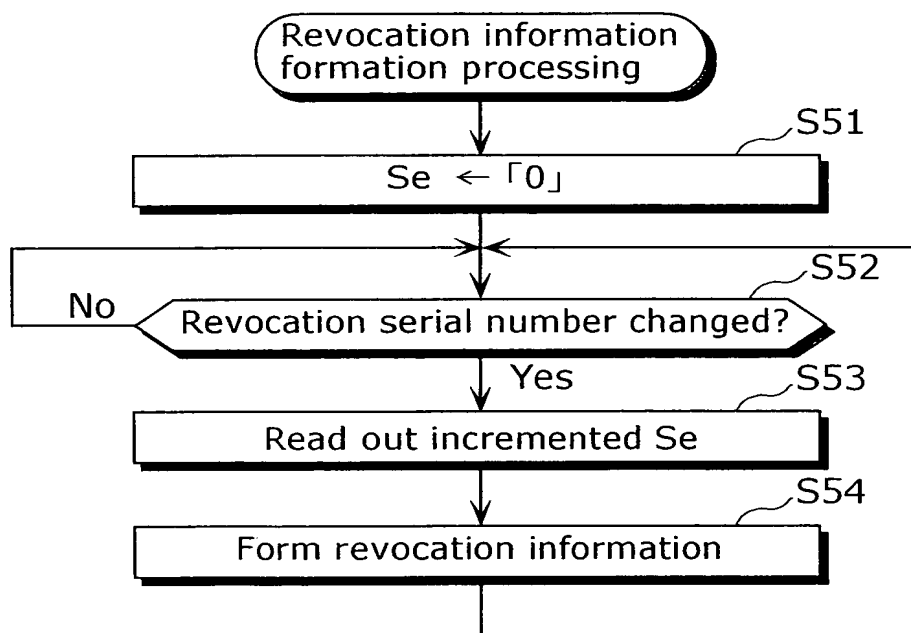 Revocation information
formation processing
S51
Se ← 「0」
S52
No
Revocation serial number changed?
Yes
S53
Read out incremented Se
S54
Form revocation information